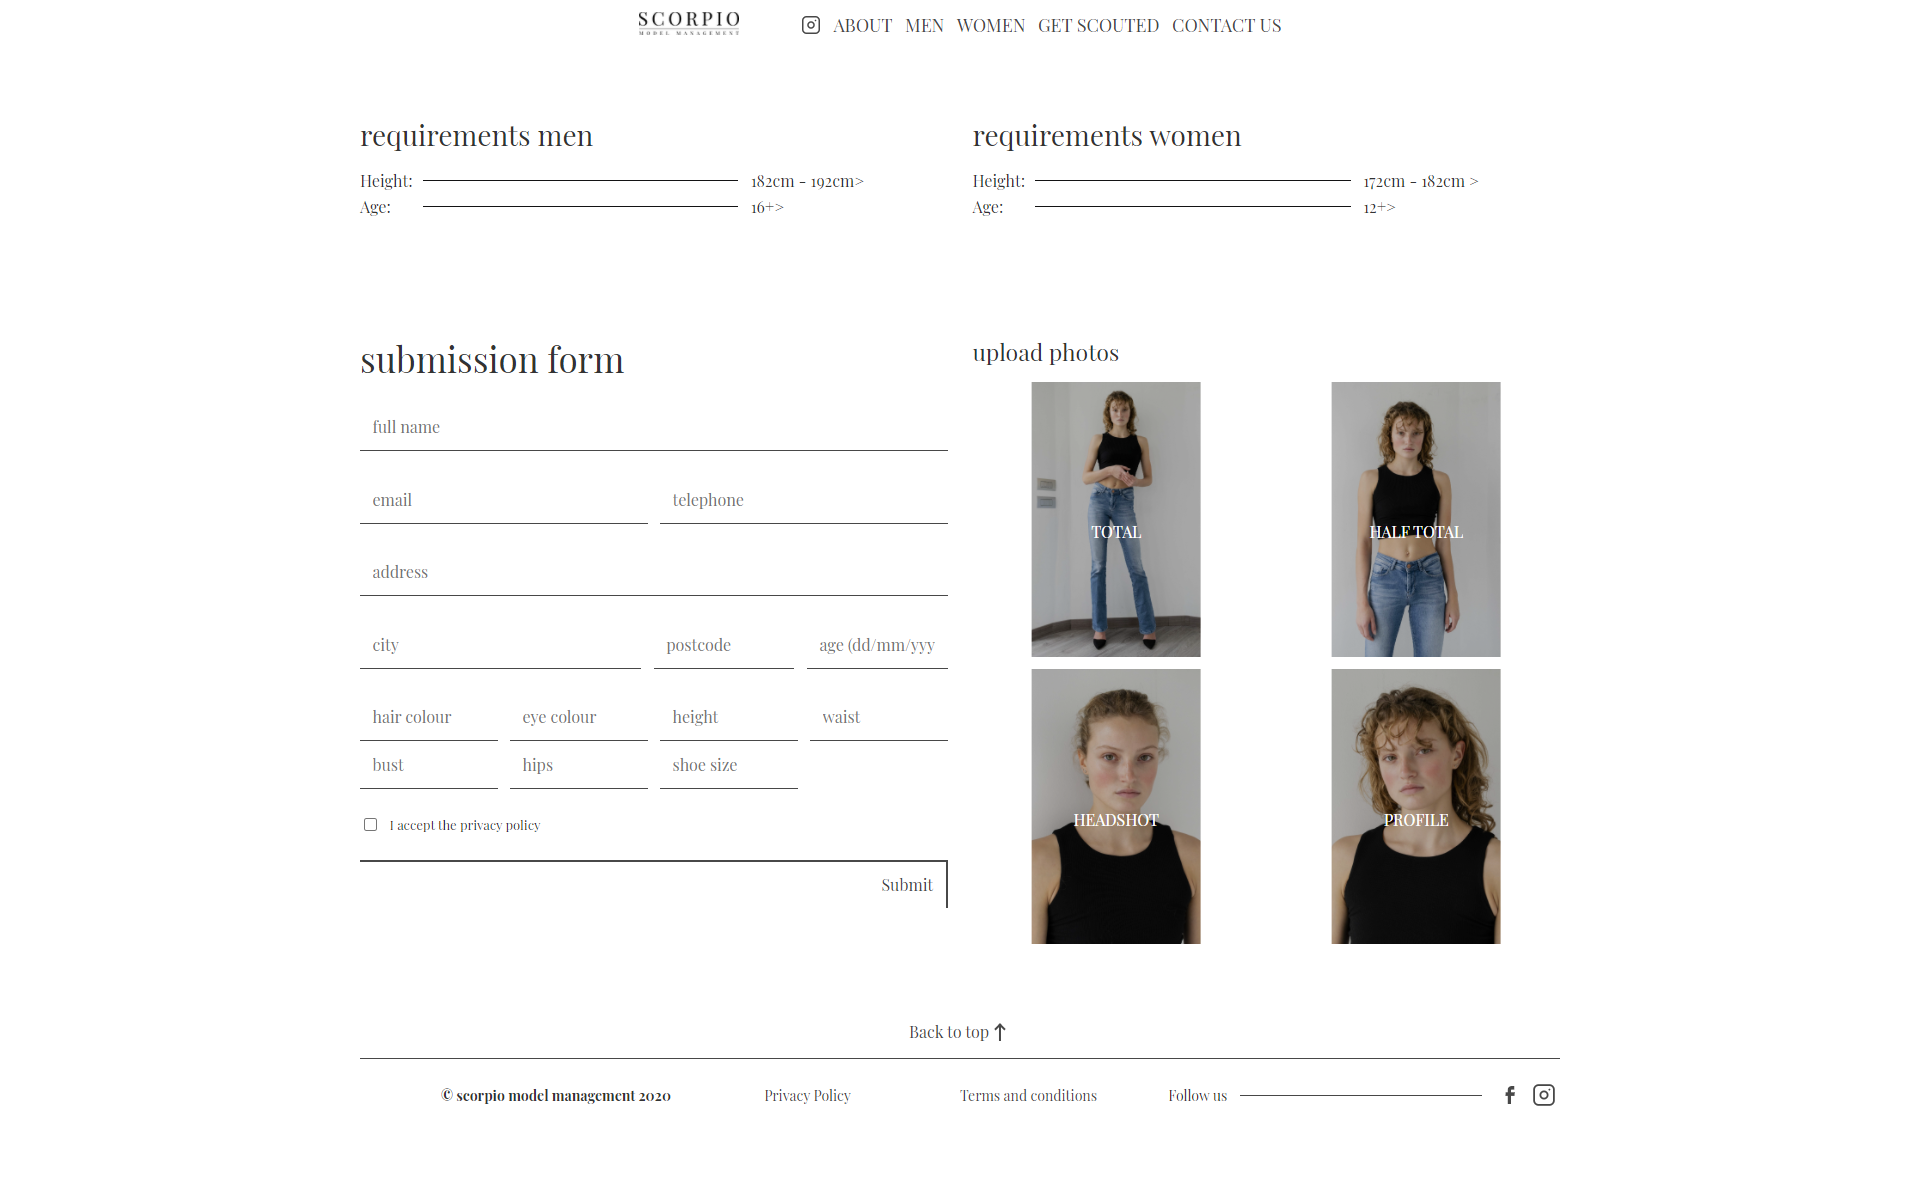 SCORPIO
MODEL MANAGEMENT
ABOUT MEN WOMEN GET SCOUTED CONTACT US
requirements men
Height: 182cm - 192cm>
Age: 16+>
requirements women
Height: 172cm - 182cm >
Age: 12+>
submission form
full name
email telephone
address
city postcode age (dd/mm/yyy
hair colour eye colour height waist
bust hips shoe size
I accept the privacy policy
Submit
upload photos
TOTAL
HALF TOTAL
HEADSHOT
PROFILE
Back to top
© scorpio model management 2020 Privacy Policy Terms and conditions Follow us